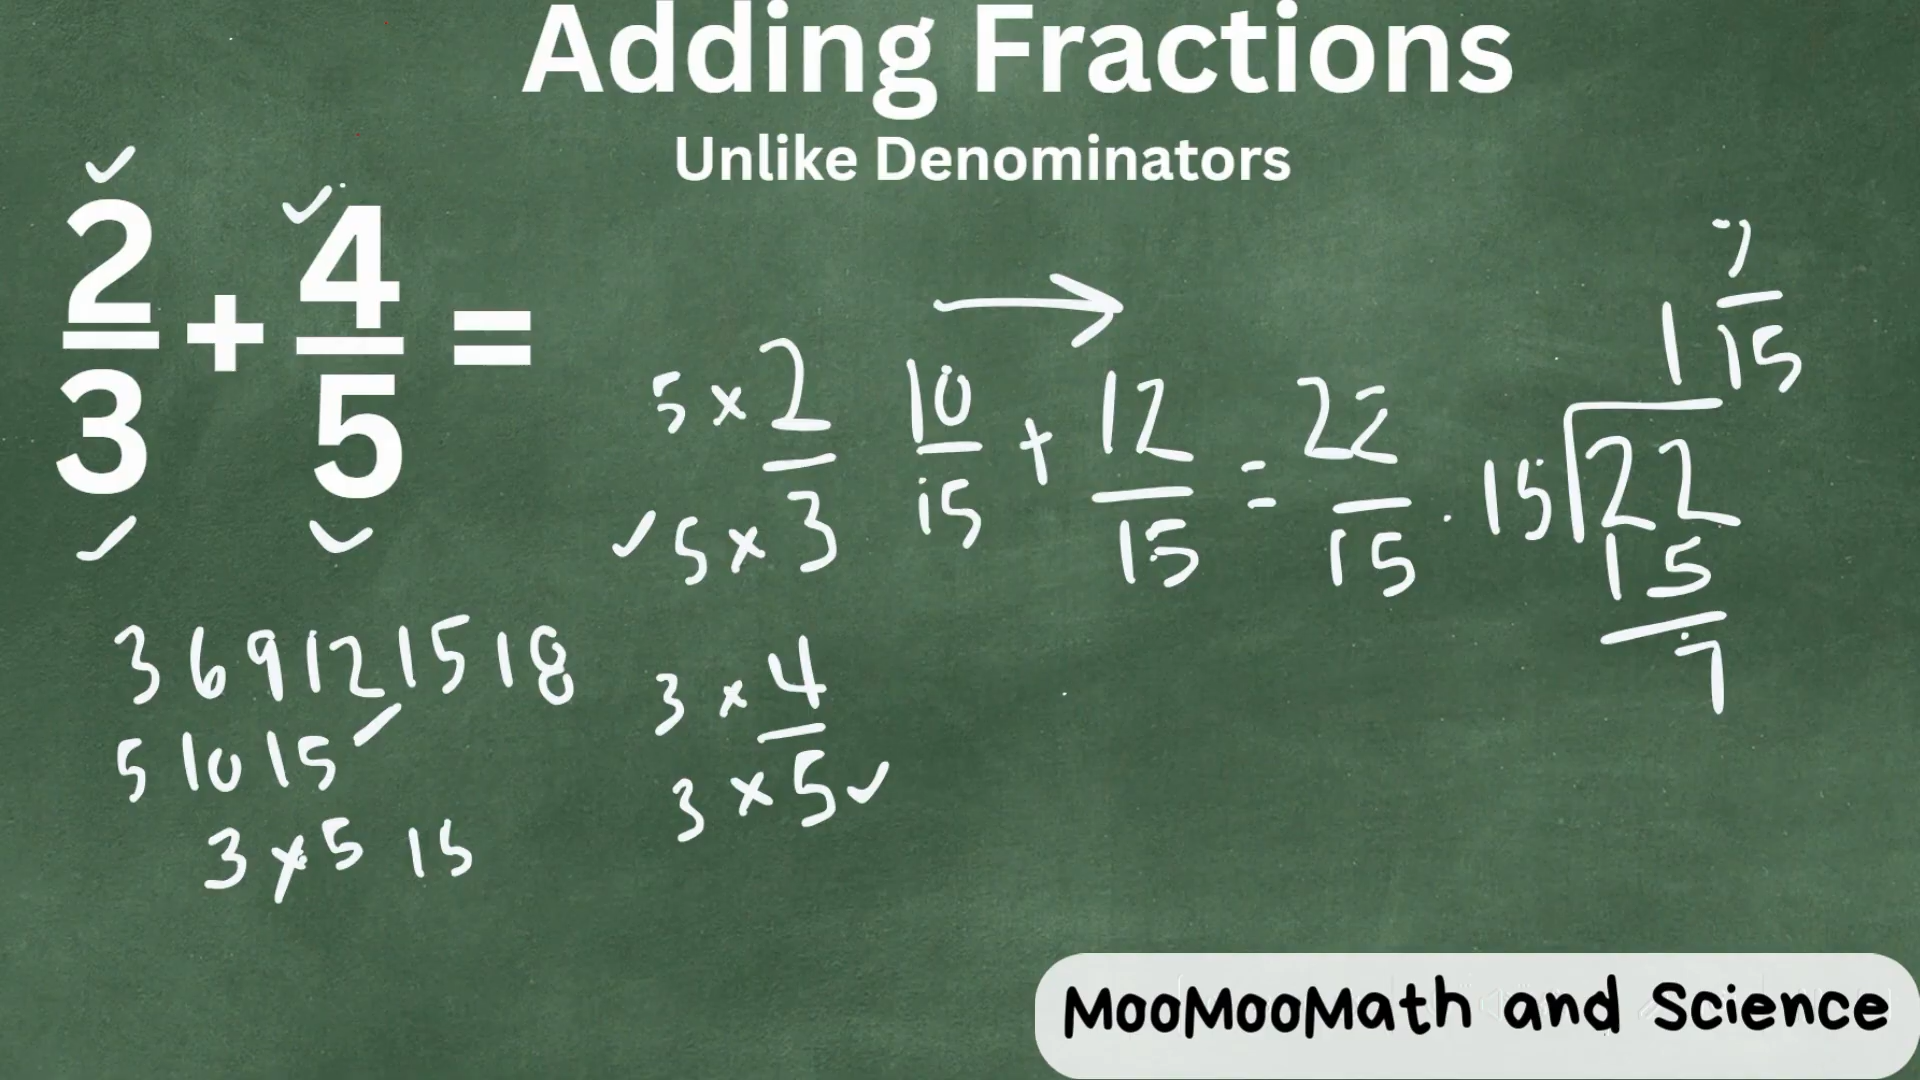 Adding Fractions
Unlike Denominators
2/3 + 4/5 =
3 6 9 12 15 18
5 10 15
3 x 5 15
5 x 2
5 x 3
3 x 4
3 x 5
10/15 + 12/15 = 22/15
1 7/15
15 22
15
7
MooMooMath and Science